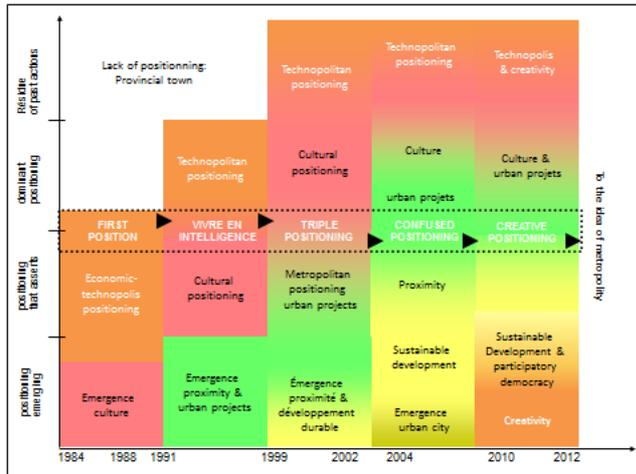 Résidue
of past actions
dominant
positioning
positioning
that asserts
positioning
emerging
Lack of positionning:
Provincial town
FIRST
POSITION
Economic-
technopolis
positioning
Emergence
culture
Technopolitan
positioning
VIVRE EN
INTELLIGENCE
Cultural
positioning
Emergence
proximity &
urban projects
Technopolitan
positioning
Cultural
positioning
TRIPLE
POSITIONING
Metropolitan
positioning
urban projects
Émergence
proximité &
développement
durable
Technopolitan
positioning
Culture
urban projets
CONFUSED
POSITIONING
Proximity
Sustainable
development
Emergence
urban city
Technopolis
& creativity
Culture &
urban projets
CREATIVE
POSITIONING
Sustainable
Development &
participatory
democracy
Creativity
To the idea of metropolity
1984 1988 1991 1999 2002 2004 2010 2012